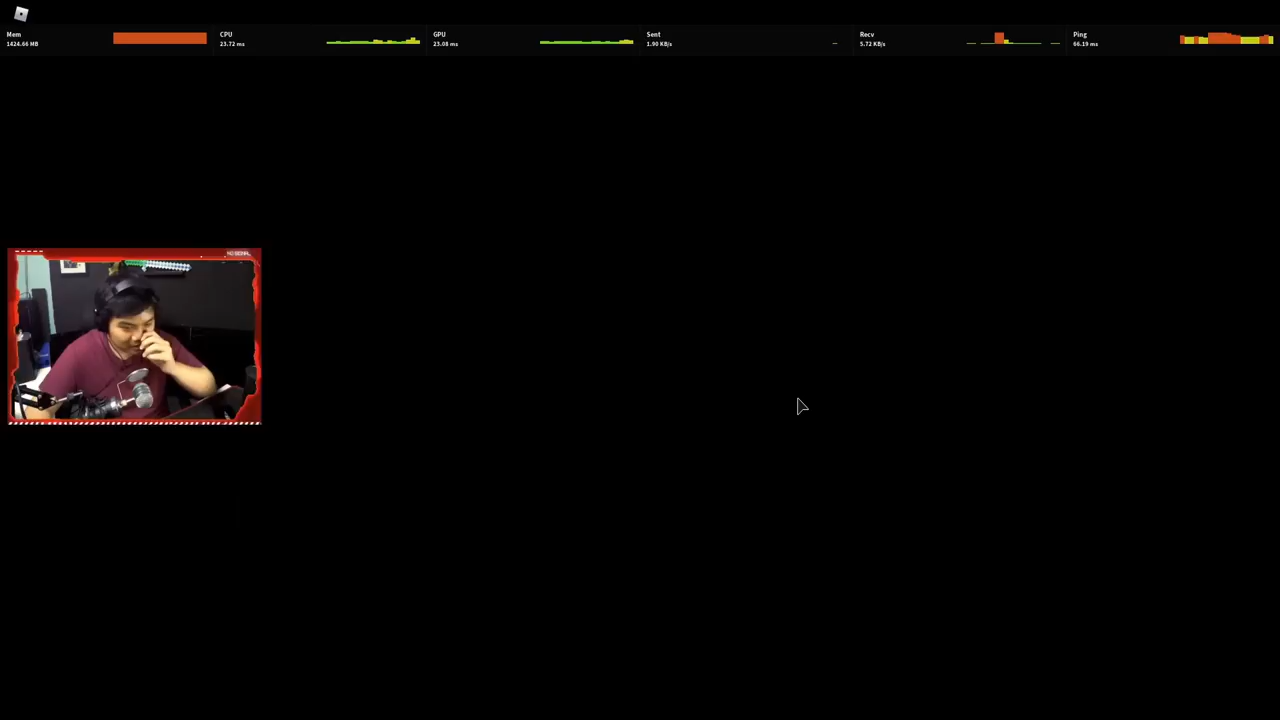 Mem
1424.66 MB
CPU
23.72 ms
GPU
23.08 ms
Sent
1.90 KB/s
Recv
5.72 KB/s
Ping
66.19 ms